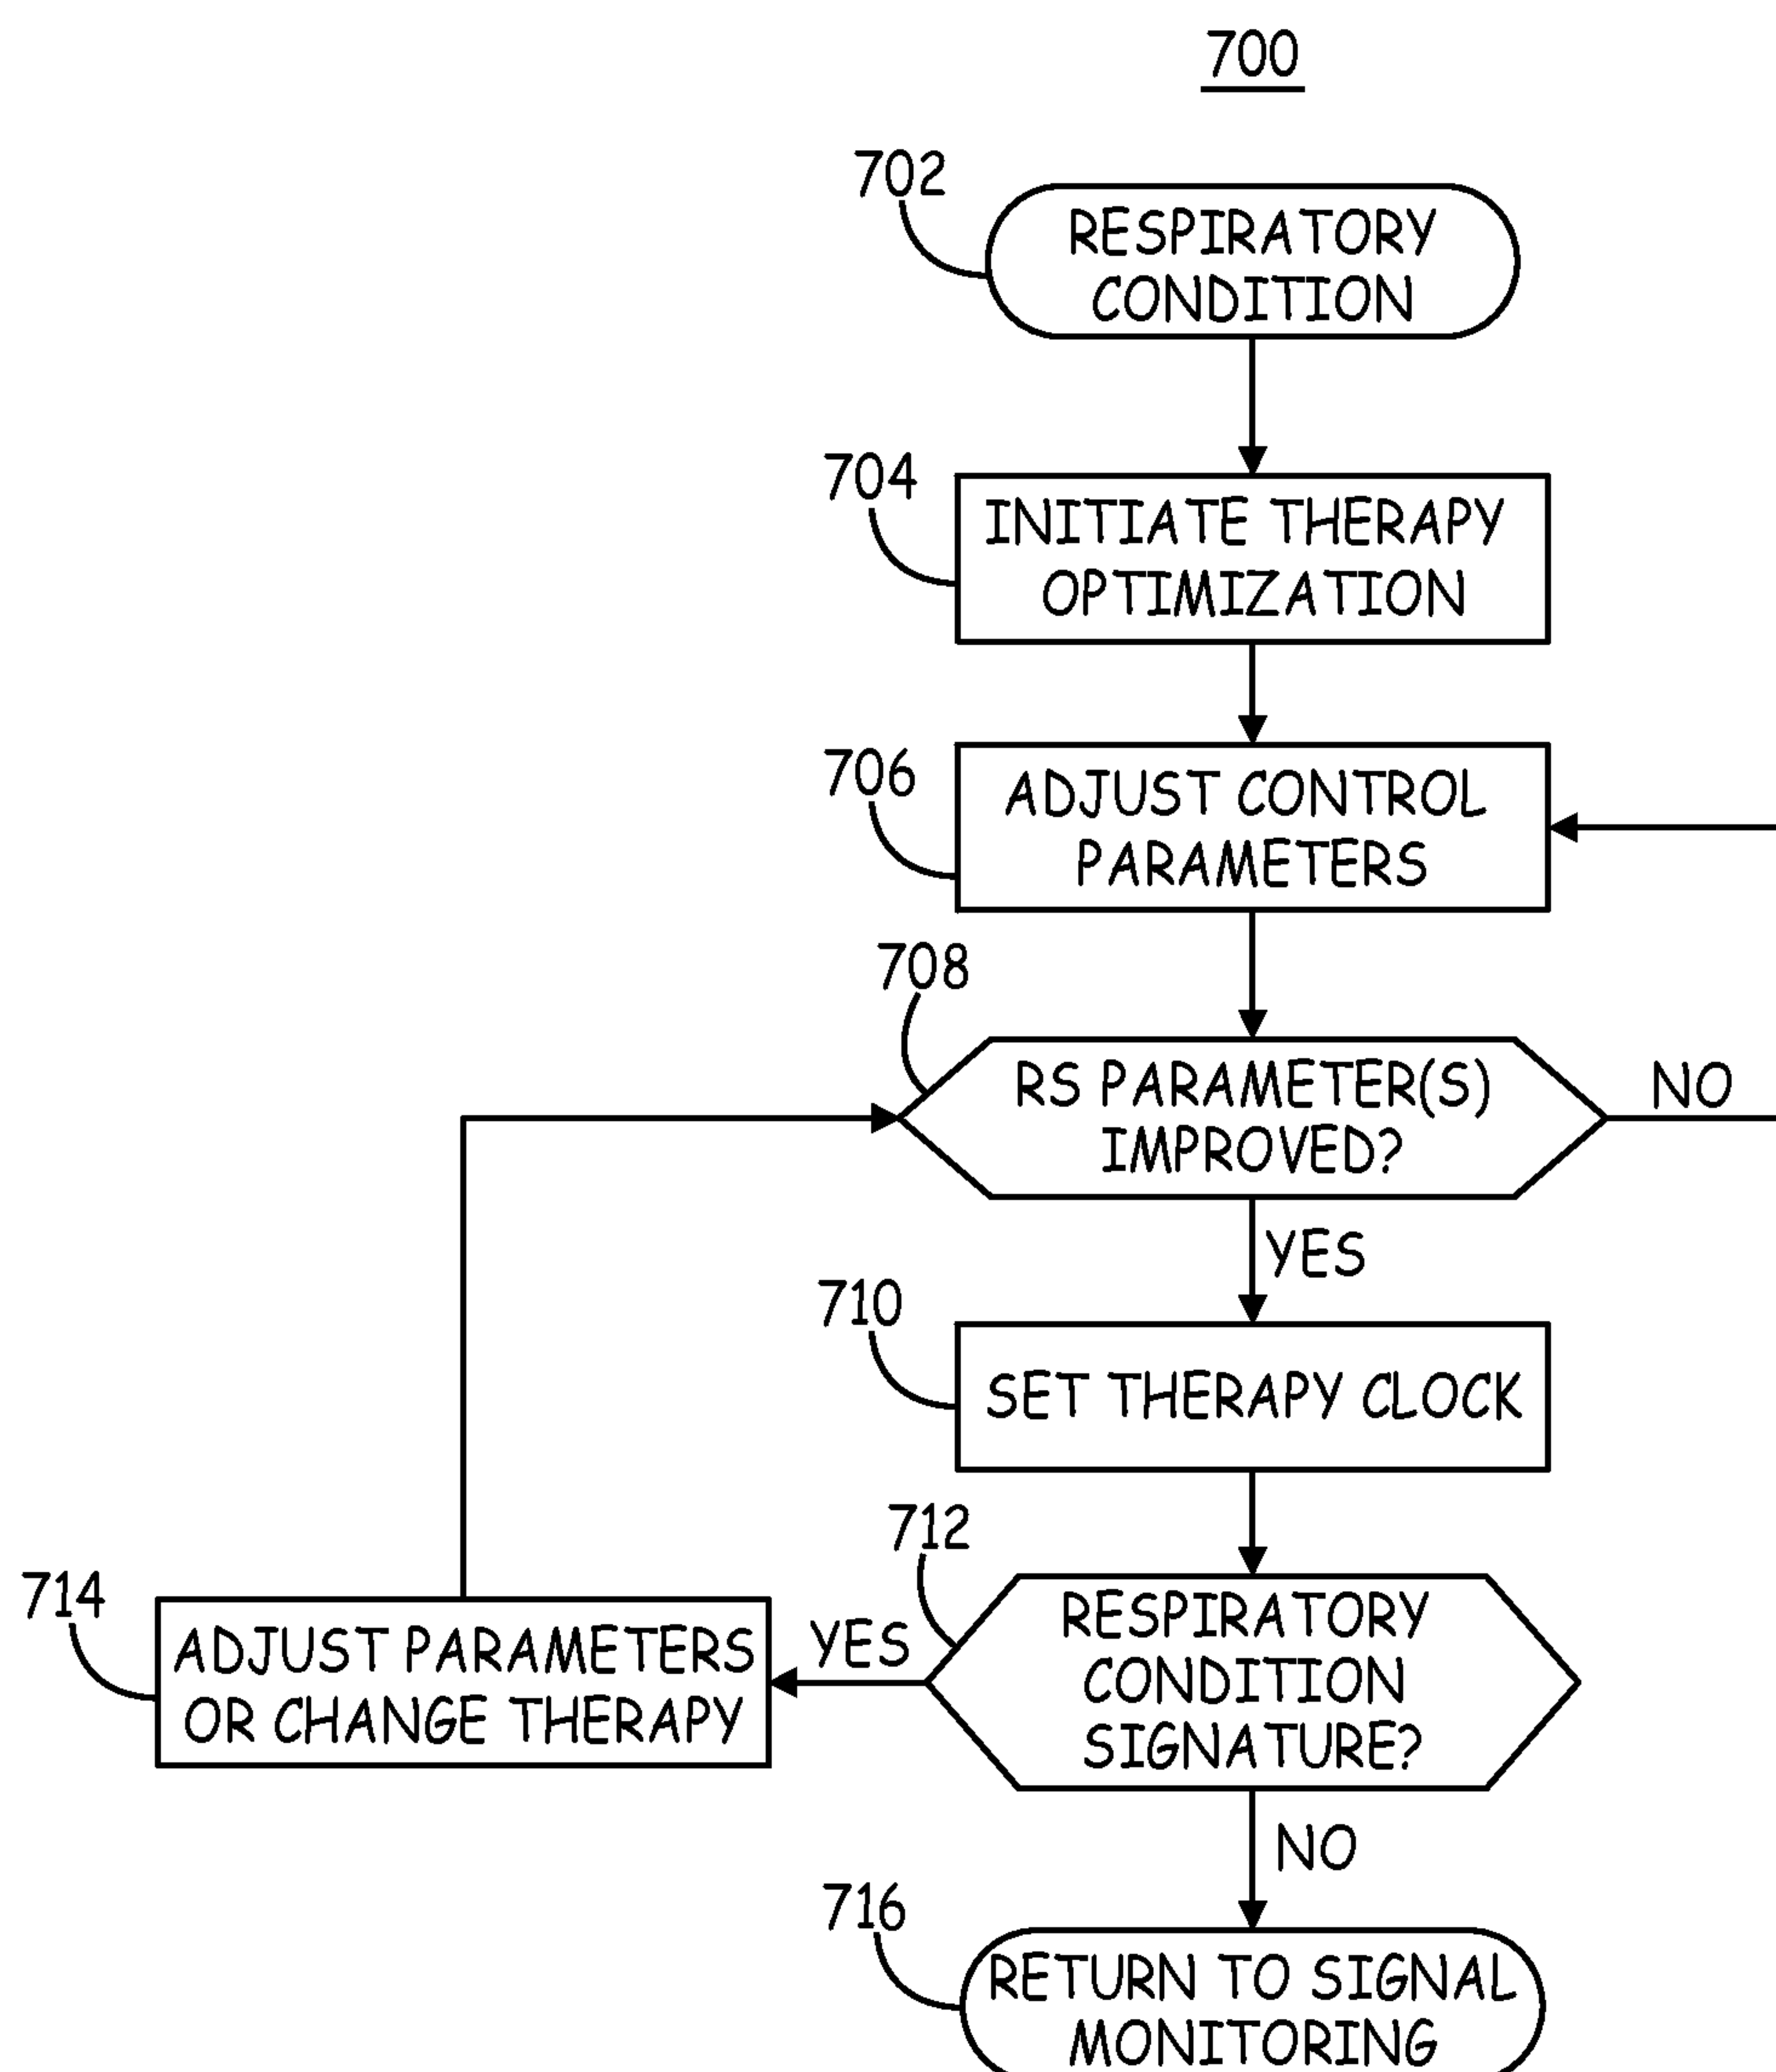 700
702
RESPIRATORY
CONDITION
704
INITIATE THERAPY
OPTIMIZATION
706
ADJUST CONTROL
PARAMETERS
708
RS PARAMETER(S)
IMPROVED?
NO
YES
710
SET THERAPY CLOCK
712
RESPIRATORY
CONDITION
SIGNATURE?
YES
714
ADJUST PARAMETERS
OR CHANGE THERAPY
NO
716
RETURN TO SIGNAL
MONITORING